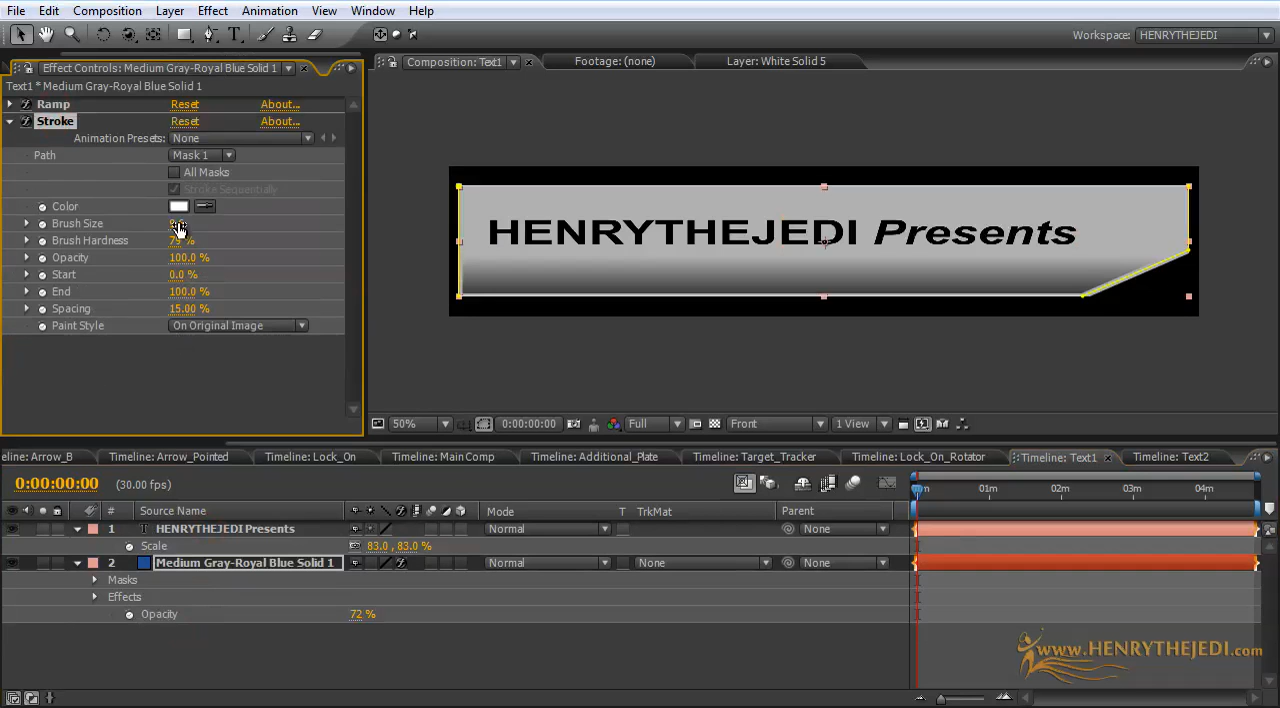 File Edit Composition Layer Effect Animation View Window Help
Workspace: HENRYTHEJEDI
Effect Controls: Medium Gray-Royal Blue Solid 1
Composition: Text1
Footage: (none)
Layer: White Solid 5
Text1 * Medium Gray-Royal Blue Solid 1
Ramp Reset About...
Stroke Reset About...
Animation Presets: None
Path Mask 1
All Masks
Stroke Sequentially
Color
Brush Size
Brush Hardness 79 %
Opacity 100.0 %
Start 0.0 %
End 100.0 %
Spacing 15.00 %
Paint Style On Original Image
HENRYTHEJEDI Presents
50% 0:00:00:00 Full Front 1 View
eline: Arrow_B Timeline: Arrow_Pointed Timeline: Lock_On Timeline: Main Comp Timeline: Additional_Plate Timeline: Target_Tracker Timeline: Lock_On_Rotator Timeline: Text1 Timeline: Text2
0:00:00:00 (30.00 fps)
m 01m 02m 03m 04m
# Source Name Mode T TrkMat Parent
1 T HENRYTHEJEDI Presents Normal None
Scale 83.0, 83.0 %
2 Medium Gray-Royal Blue Solid 1 Normal None None
Masks
Effects
Opacity 72 %
www.HENRYTHEJEDI.com